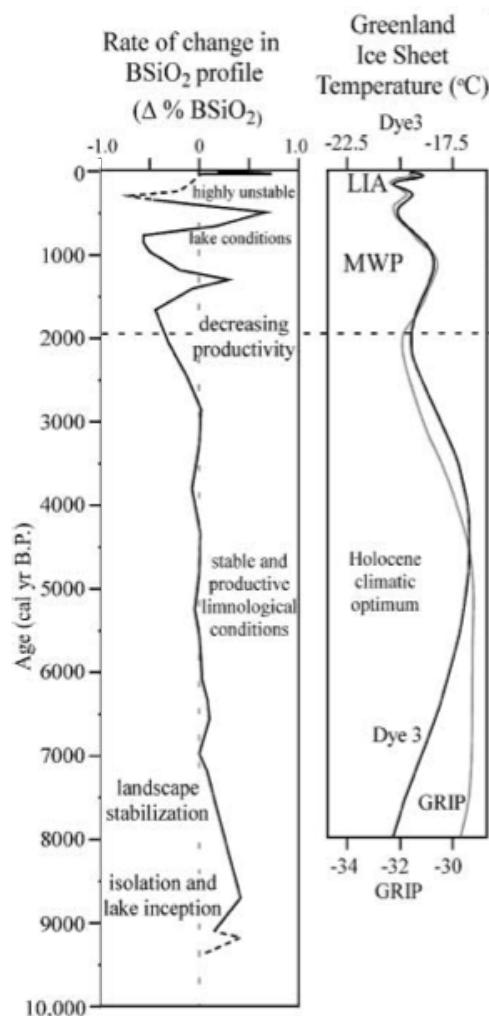 Rate of change in
BSiO₂ profile
(Δ % BSiO₂)
-1.0 0 1.0
Greenland
Ice Sheet
Temperature (°C)
Dye3
-22.5 -17.5
Age (cal yr B.P.)
0
1000
2000
3000
4000
5000
6000
7000
8000
9000
10,000
highly unstable
lake conditions
decreasing
productivity
stable and
productive
limnological
conditions
landscape
stabilization
isolation and
lake inception
LIA
MWP
Holocene
climatic
optimum
Dye 3
GRIP
-34 -32 -30
GRIP